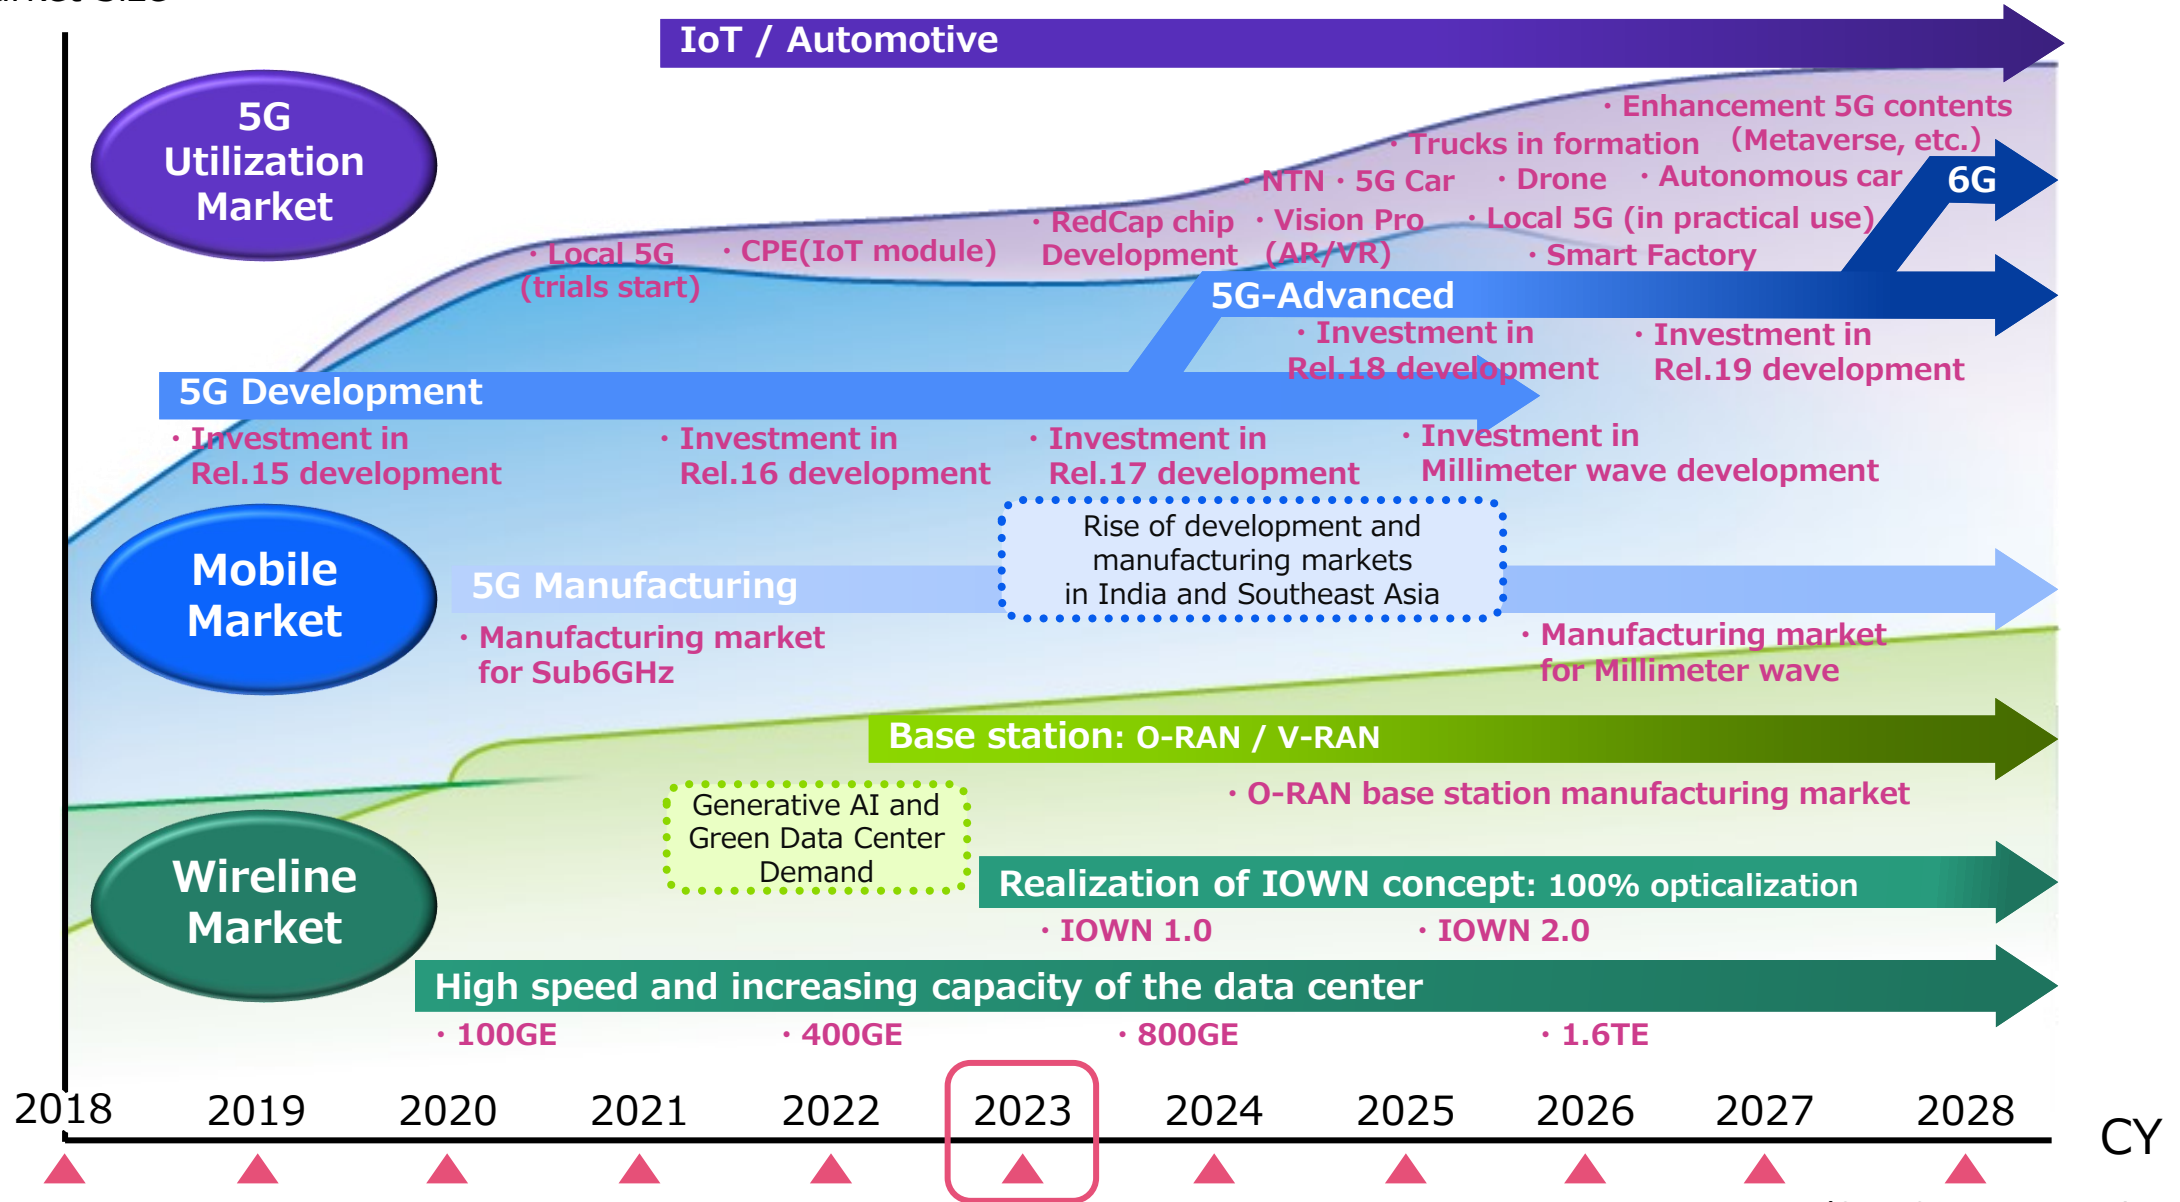 IoT / Automotive
5G
Utilization
Market
・Enhancement 5G contents
(Metaverse, etc.)
・Trucks in formation
・NTN・5G Car
・Drone
・Autonomous car
6G
・RedCap chip
Development
・Vision Pro
(AR/VR)
・Local 5G (in practical use)
・Smart Factory
・Local 5G
(trials start)
・CPE(IoT module)
5G-Advanced
・Investment in
Rel.18 development
・Investment in
Rel.19 development
5G Development
・Investment in
Rel.15 development
・Investment in
Rel.16 development
・Investment in
Rel.17 development
・Investment in
Millimeter wave development
Mobile
Market
Rise of development and
manufacturing markets
in India and Southeast Asia
5G Manufacturing
・Manufacturing market
for Sub6GHz
・Manufacturing market
for Millimeter wave
Base station: O-RAN / V-RAN
・O-RAN base station manufacturing market
Generative AI and
Green Data Center
Demand
Wireline
Market
Realization of IOWN concept: 100% opticalization
・IOWN 1.0
・IOWN 2.0
High speed and increasing capacity of the data center
・100GE
・400GE
・800GE
・1.6TE
2018 2019 2020 2021 2022 2023 2024 2025 2026 2027 2028
CY